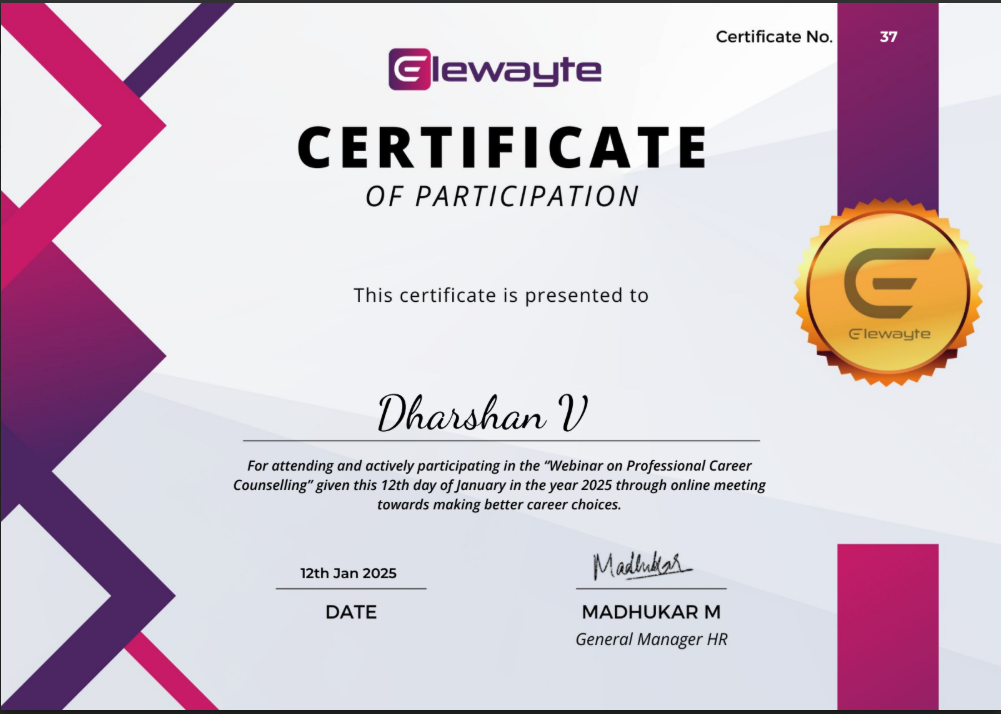 Certificate No. 37
Elewayte
CERTIFICATE
OF PARTICIPATION
This certificate is presented to
Elewayte
Dharshan V
For attending and actively participating in the “Webinar on Professional Career
Counselling” given this 12th day of January in the year 2025 through online meeting
towards making better career choices.
Madhukar
12th Jan 2025
DATE
MADHUKAR M
General Manager HR